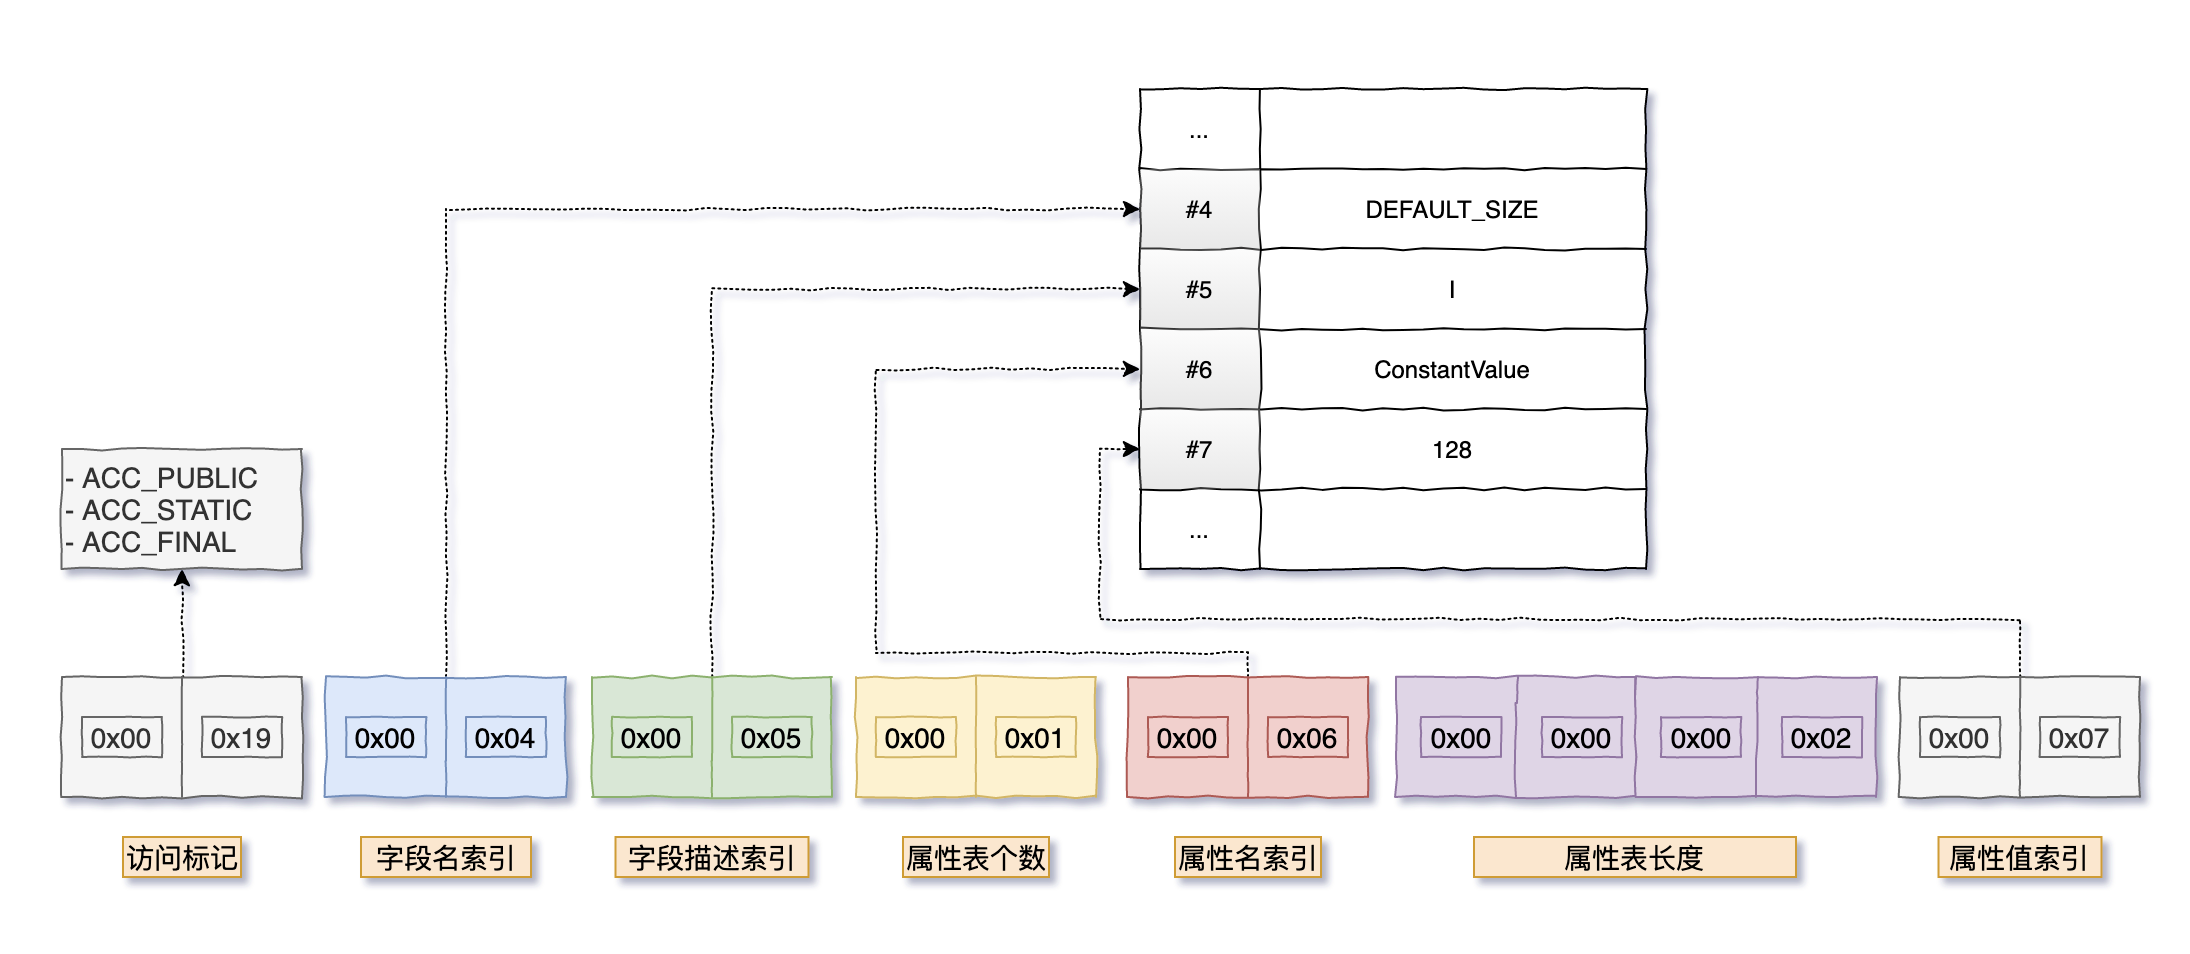 ...
#4 DEFAULT_SIZE
#5 I
#6 ConstantValue
#7 128
...
- ACC_PUBLIC
- ACC_STATIC
- ACC_FINAL
0x00 0x19 0x00 0x04 0x00 0x05 0x00 0x01 0x00 0x06 0x00 0x00 0x00 0x02 0x00 0x07
访问标记 字段名索引 字段描述索引 属性表个数 属性名索引 属性表长度 属性值索引